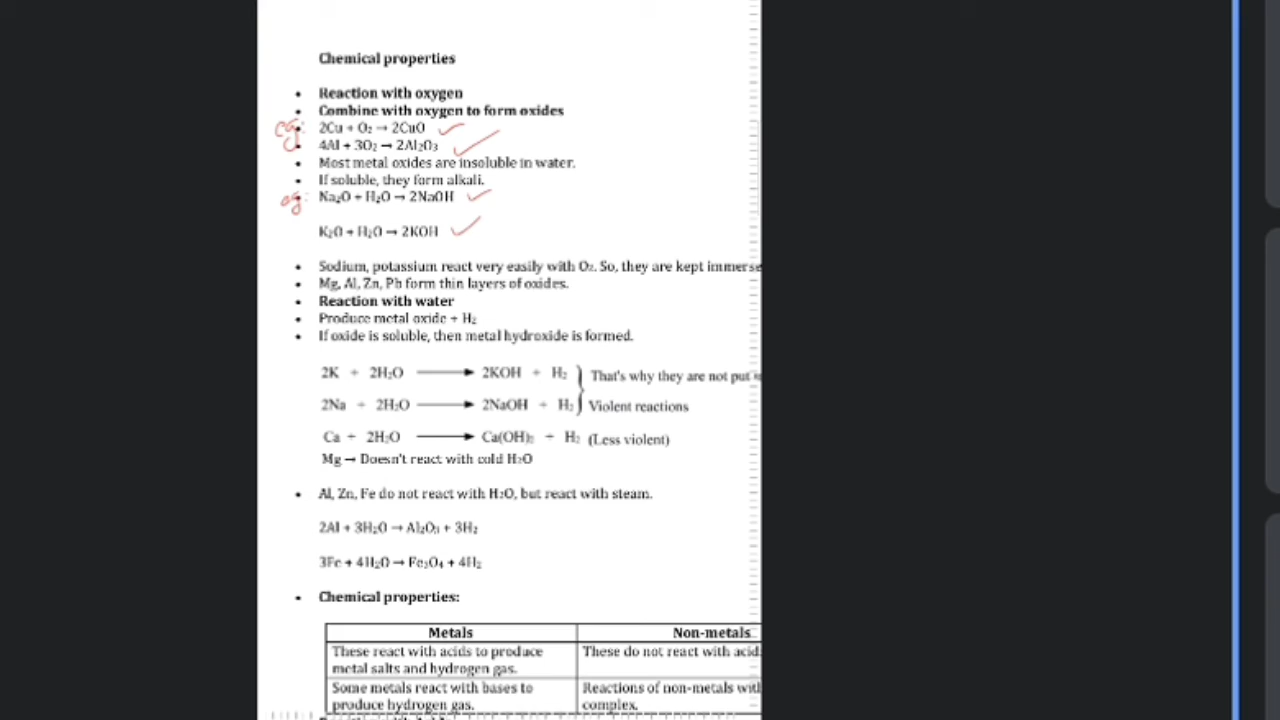 Chemical properties
• Reaction with oxygen
• Combine with oxygen to form oxides
eg: • 2Cu + O₂ → 2CuO
• 4Al + 3O₂ → 2Al₂O₃
• Most metal oxides are insoluble in water.
• If soluble, they form alkali.
eg: • Na₂O + H₂O → 2NaOH
K₂O + H₂O → 2KOH
• Sodium, potassium react very easily with O₂. So, they are kept immerse
• Mg, Al, Zn, Pb form thin layers of oxides.
• Reaction with water
• Produce metal oxide + H₂
• If oxide is soluble, then metal hydroxide is formed.
2K + 2H₂O → 2KOH + H₂ } That's why they are not put
2Na + 2H₂O → 2NaOH + H₂ } Violent reactions
Ca + 2H₂O → Ca(OH)₂ + H₂ (Less violent)
Mg → Doesn't react with cold H₂O
• Al, Zn, Fe do not react with H₂O, but react with steam.
2Al + 3H₂O → Al₂O₃ + 3H₂
3Fe + 4H₂O → Fe₃O₄ + 4H₂
• Chemical properties:
Metals Non-metals
These react with acids to produce These do not react with acid
metal salts and hydrogen gas.
Some metals react with bases to Reactions of non-metals with
produce hydrogen gas. complex.